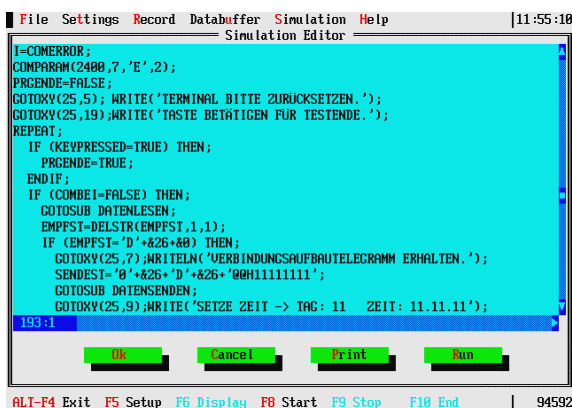 File Settings Record Databuffer Simulation Help 11:55:10
Simulation Editor
I=COMERROR;
COMPARAM(2400,7,'E',2);
PRGENDE=FALSE;
GOTOXY(25,5); WRITE('TERMINAL BITTE ZURÜCKSETZEN.');
GOTOXY(25,19);WRITE('TASTE BETÄTIGEN FÜR TESTENDE.');
REPEAT;
IF (KEYPRESSED=TRUE) THEN;
PRGENDE=TRUE;
ENDIF;
IF (COMBEI=FALSE) THEN;
GOTOSUB DATENLESEN;
EMPFST=DELSTR(EMPFST,1,1);
IF (EMPFST='D'+&26+&0) THEN;
GOTOXY(25,7);WRITELN('VERBINDUNGSAUFBAUTELEGRAMM ERHALTEN.');
SENDEST='0'+&26+'D'+&26+'@@H11111111';
GOTOSUB DATENSENDEN;
GOTOXY(25,9);WRITE('SETZE ZEIT -> TAG: 11 ZEIT: 11.11.11');
193:1
Ok Cancel Print Run
ALT-F4 Exit F5 Setup F6 Display F8 Start F9 Stop F10 End 94592